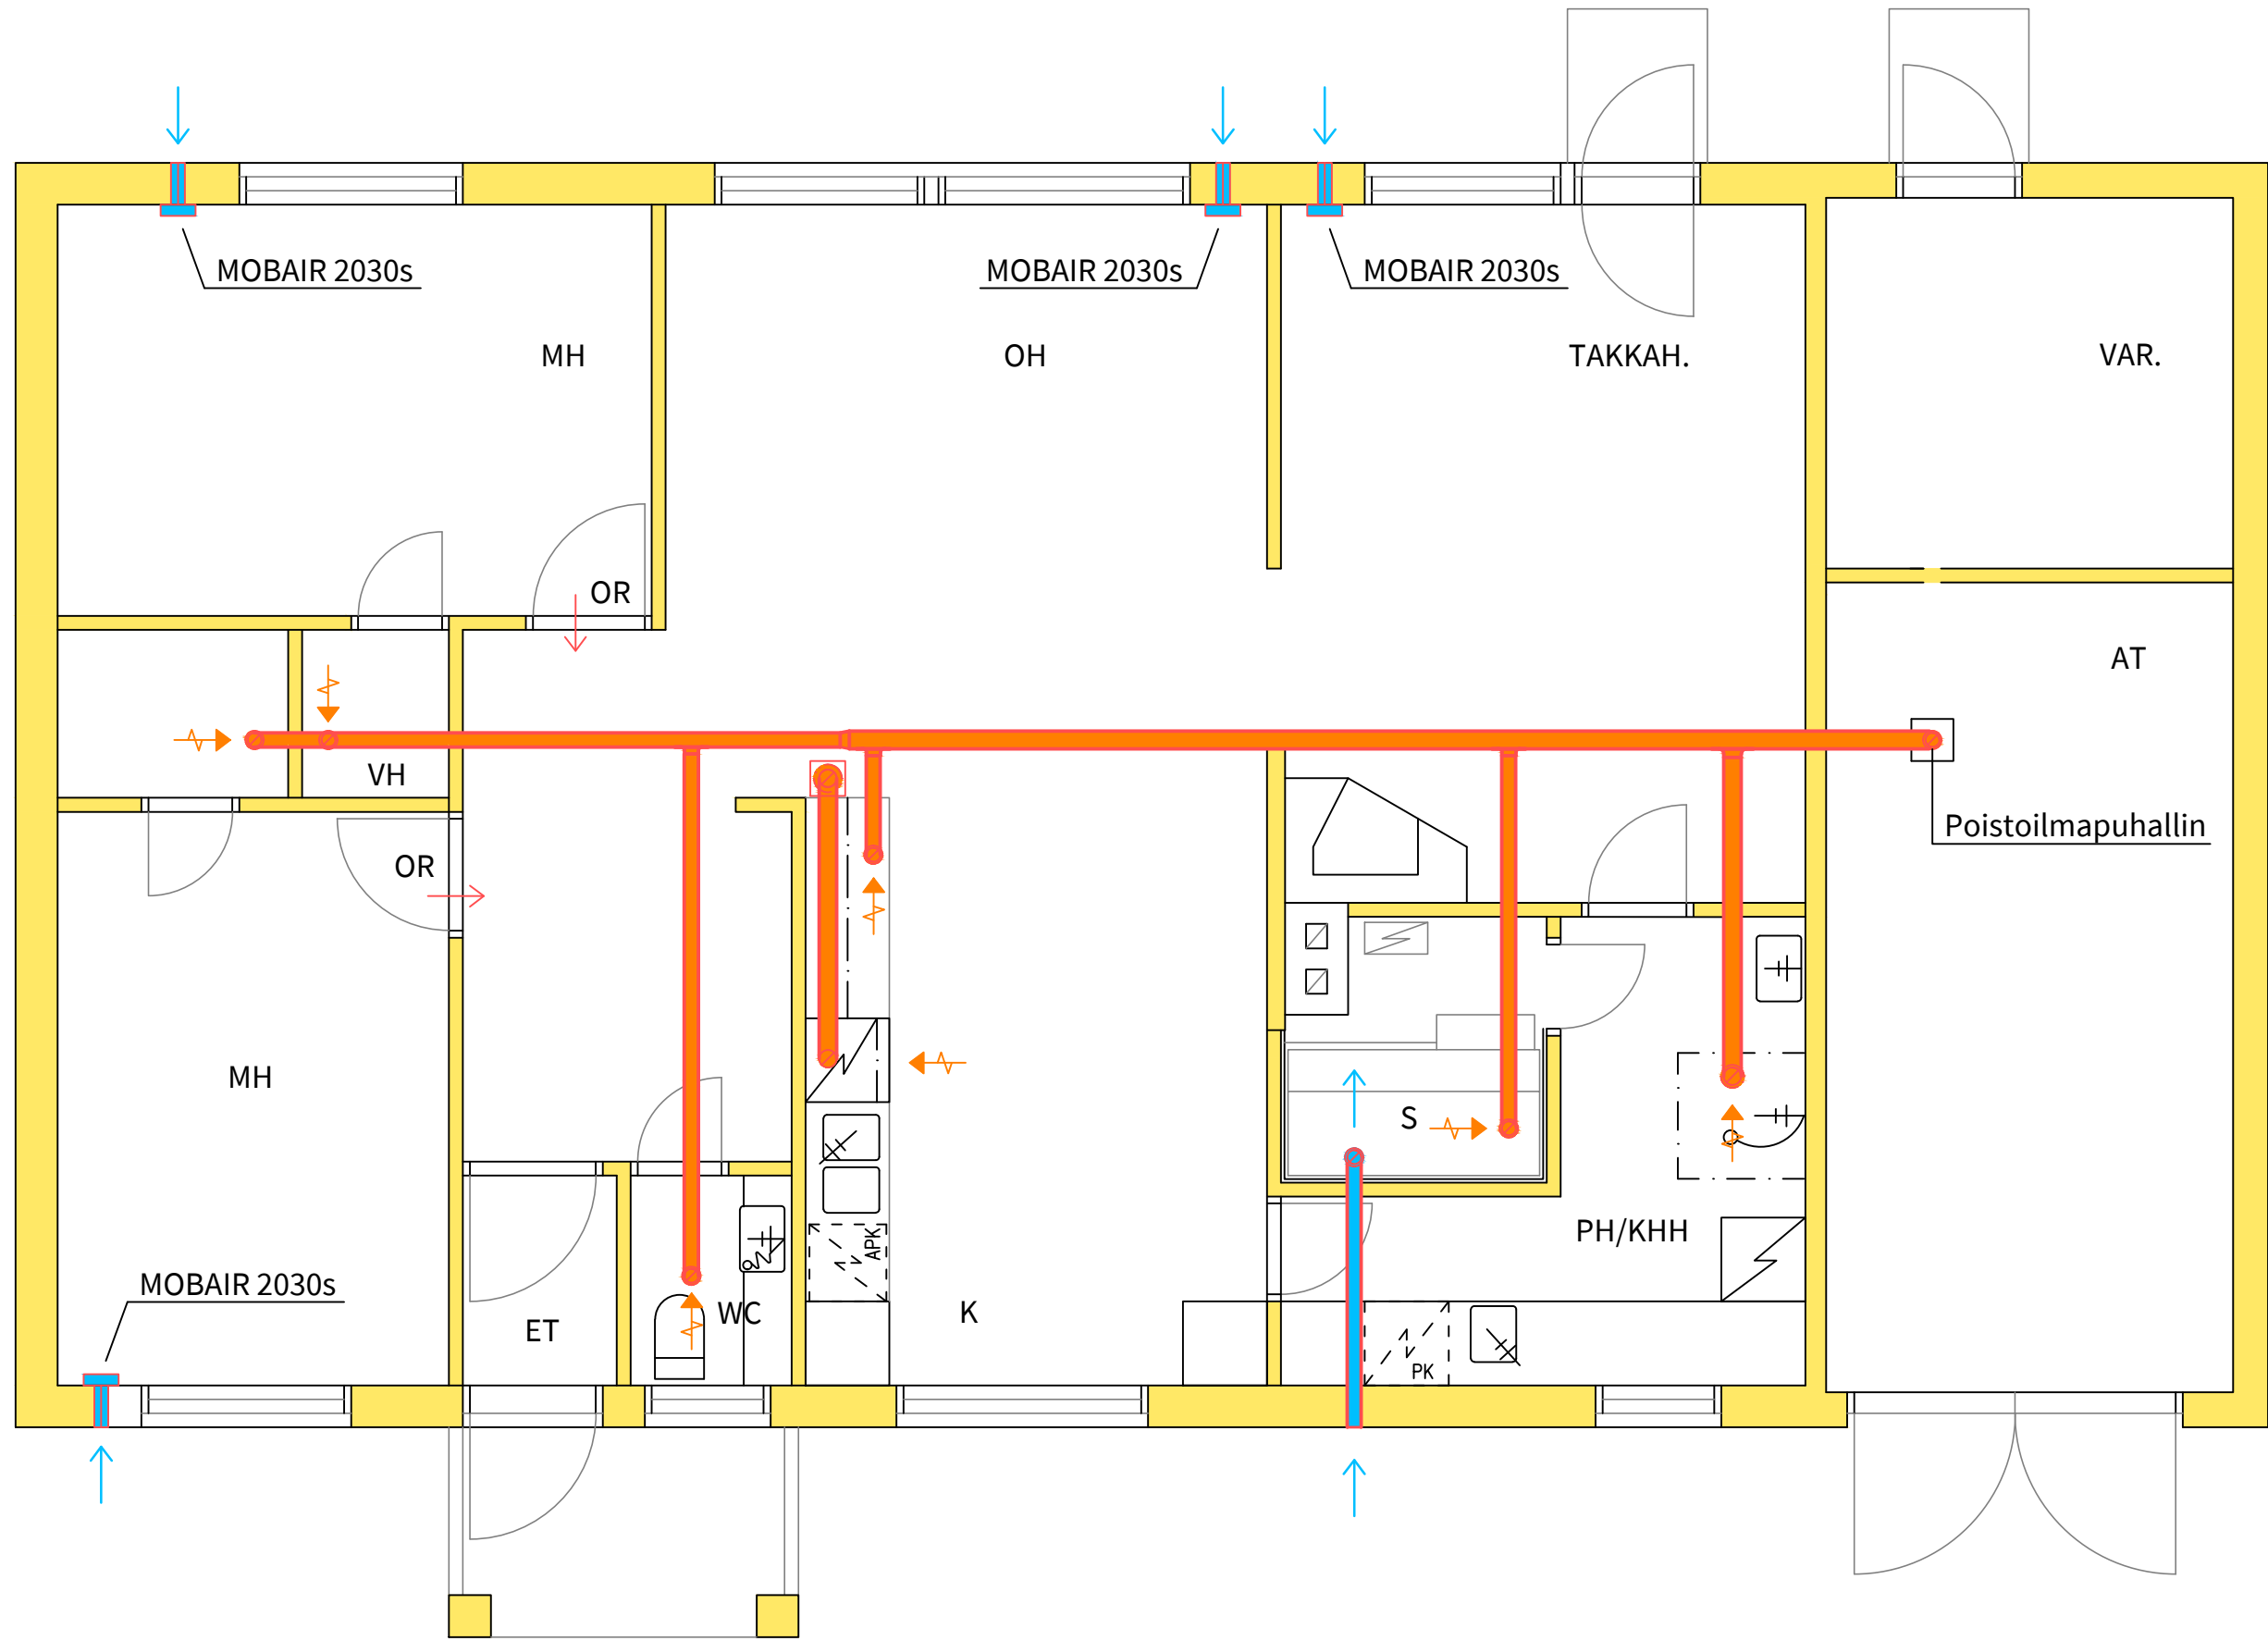 MOBAIR 2030s
MOBAIR 2030s
MOBAIR 2030s
MH
OH
TAKKAH.
VAR.
OR
AT
VH
Poistoilmapuhallin
OR
MH
S
PH/KHH
APK
MOBAIR 2030s
ET
WC
K
PK